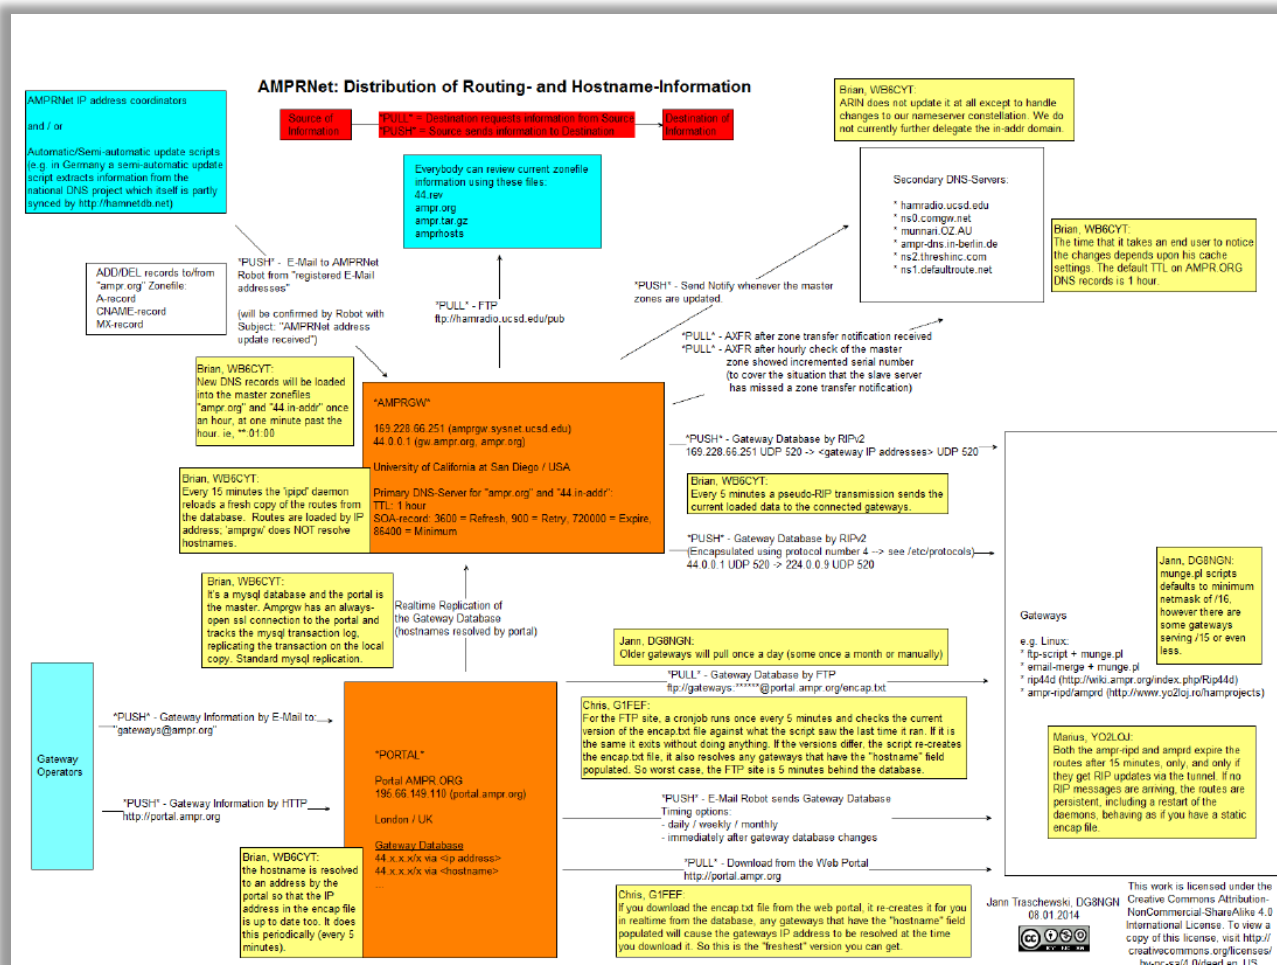 AMPRNet: Distribution of Routing- and Hostname-Information
Source of
Information
*PULL* = Destination requests information from Source
*PUSH* = Source sends information to Destination
Destination of
Information
AMPRNet IP address coordinators
and / or
Automatic/Semi-automatic update scripts
(e.g. in Germany a semi-automatic update
script extracts information from the
national DNS project which itself is partly
synced by http://hamnetdb.net)
Everybody can review current zonefile
information using these files:
44.rev
ampr.org
ampr.tar.gz
amprhosts
Brian, WB6CYT:
ARIN does not update it at all except to handle
changes to our nameserver constellation. We do
not currently further delegate the in-addr domain.
Secondary DNS-Servers:
* hamradio.ucsd.edu
* ns0.comgw.net
* munnari.OZ.AU
* ampr-dns.in-berlin.de
* ns2.threshinc.com
* ns1.defaultroute.net
Brian, WB6CYT:
The time that it takes an end user to notice
the changes depends upon his cache
settings. The default TTL on AMPR.ORG
DNS records is 1 hour.
ADD/DEL records to/from
"ampr.org" Zonefile:
A-record
CNAME-record
MX-record
*PUSH* - E-Mail to AMPRNet
Robot from "registered E-Mail
addresses"
(will be confirmed by Robot with
Subject: "AMPRNet address
update received")
*PULL* - FTP
ftp://hamradio.ucsd.edu/pub
*PUSH* - Send Notify whenever the master
zones are updated.
*PULL* - AXFR after zone transfer notification received
*PULL* - AXFR after hourly check of the master
zone showed incremented serial number
(to cover the situation that the slave server
has missed a zone transfer notification)
Brian, WB6CYT:
New DNS records will be loaded
into the master zonefiles
"ampr.org" and "44.in-addr" once
an hour, at one minute past the
hour. ie, **:01:00
*AMPRGW*
169.228.66.251 (amprgw.sysnet.ucsd.edu)
44.0.0.1 (gw.ampr.org, ampr.org)
University of California at San Diego / USA
Primary DNS-Server for "ampr.org" and "44.in-addr":
TTL: 1 hour
SOA-record: 3600 = Refresh, 900 = Retry, 720000 = Expire,
86400 = Minimum
Brian, WB6CYT:
Every 15 minutes the 'ipipd' daemon
reloads a fresh copy of the routes from
the database.  Routes are loaded by IP
address; 'amprgw' does NOT resolve
hostnames.
*PUSH* - Gateway Database by RIPv2
169.228.66.251 UDP 520 -> <gateway IP addresses> UDP 520
Brian, WB6CYT:
Every 5 minutes a pseudo-RIP transmission sends the
current loaded data to the connected gateways.
*PUSH* - Gateway Database by RIPv2
(Encapsulated using protocol number 4 --> see /etc/protocols)
44.0.0.1 UDP 520 -> 224.0.0.9 UDP 520
Brian, WB6CYT:
It's a mysql database and the portal is
the master. Amprgw has an always-
open ssl connection to the portal and
tracks the mysql transaction log,
replicating the transaction on the local
copy. Standard mysql replication.
Realtime Replication of
the Gateway Database
(hostnames resolved by portal)
Jann, DG8NGN:
munge.pl scripts
defaults to minimum
netmask of /16,
however there are
some gateways
serving /15 or even
less.
Gateways
e.g. Linux:
* ftp-script + munge.pl
* email-merge + munge.pl
* rip44d (http://wiki.ampr.org/index.php/Rip44d)
* ampr-ripd/amprd (http://www.yo2loj.ro/hamprojects)
Jann, DG8NGN:
Older gateways will pull once a day (some once a month or manually)
*PULL* - Gateway Database by FTP
ftp://gateways:******@portal.ampr.org/encap.txt
Chris, G1FEF:
For the FTP site, a cronjob runs once every 5 minutes and checks the current
version of the encap.txt file against what the script saw the last time it ran. If it is
the same it exits without doing anything. If the versions differ, the script re-creates
the encap.txt file, it also resolves any gateways that have the "hostname" field
populated. So worst case, the FTP site is 5 minutes behind the database.
Marius, YO2LOJ:
Both the ampr-ripd and amprd expire the
routes after 15 minutes, only, and only if
they get RIP updates via the tunnel. If no
RIP messages are arriving, the routes are
persistent, including a restart of the
daemons, behaving as if you have a static
encap file.
Gateway
Operators
*PUSH* - Gateway Information by E-Mail to:
"gateways@ampr.org"
*PUSH* - Gateway Information by HTTP
http://portal.ampr.org
*PORTAL*
Portal AMPR.ORG
195.66.149.110 (portal.ampr.org)
London / UK
Gateway Database
44.x.x.x/x via <ip address>
44.x.x.x/x via <hostname>
...
*PUSH* - E-Mail Robot sends Gateway Database
Timing options:
- daily / weekly / monthly
- immediately after gateway database changes
*PULL* - Download from the Web Portal
http://portal.ampr.org
Brian, WB6CYT:
the hostname is resolved
to an address by the
portal so that the IP
address in the encap file
is up to date too. It does
this periodically (every 5
minutes).
Chris, G1FEF:
If you download the encap.txt file from the web portal, it re-creates it for you
in realtime from the database, any gateways that have the "hostname" field
populated will cause the gateways IP address to be resolved at the time
you download it. So this is the "freshest" version you can get.
Jann Traschewski, DG8NGN
08.01.2014
This work is licensed under the
Creative Commons Attribution-
NonCommercial-ShareAlike 4.0
International License. To view a
copy of this license, visit http://
creativecommons.org/licenses/
by-nc-sa/4.0/deed.en_US
cc
BY NC SA